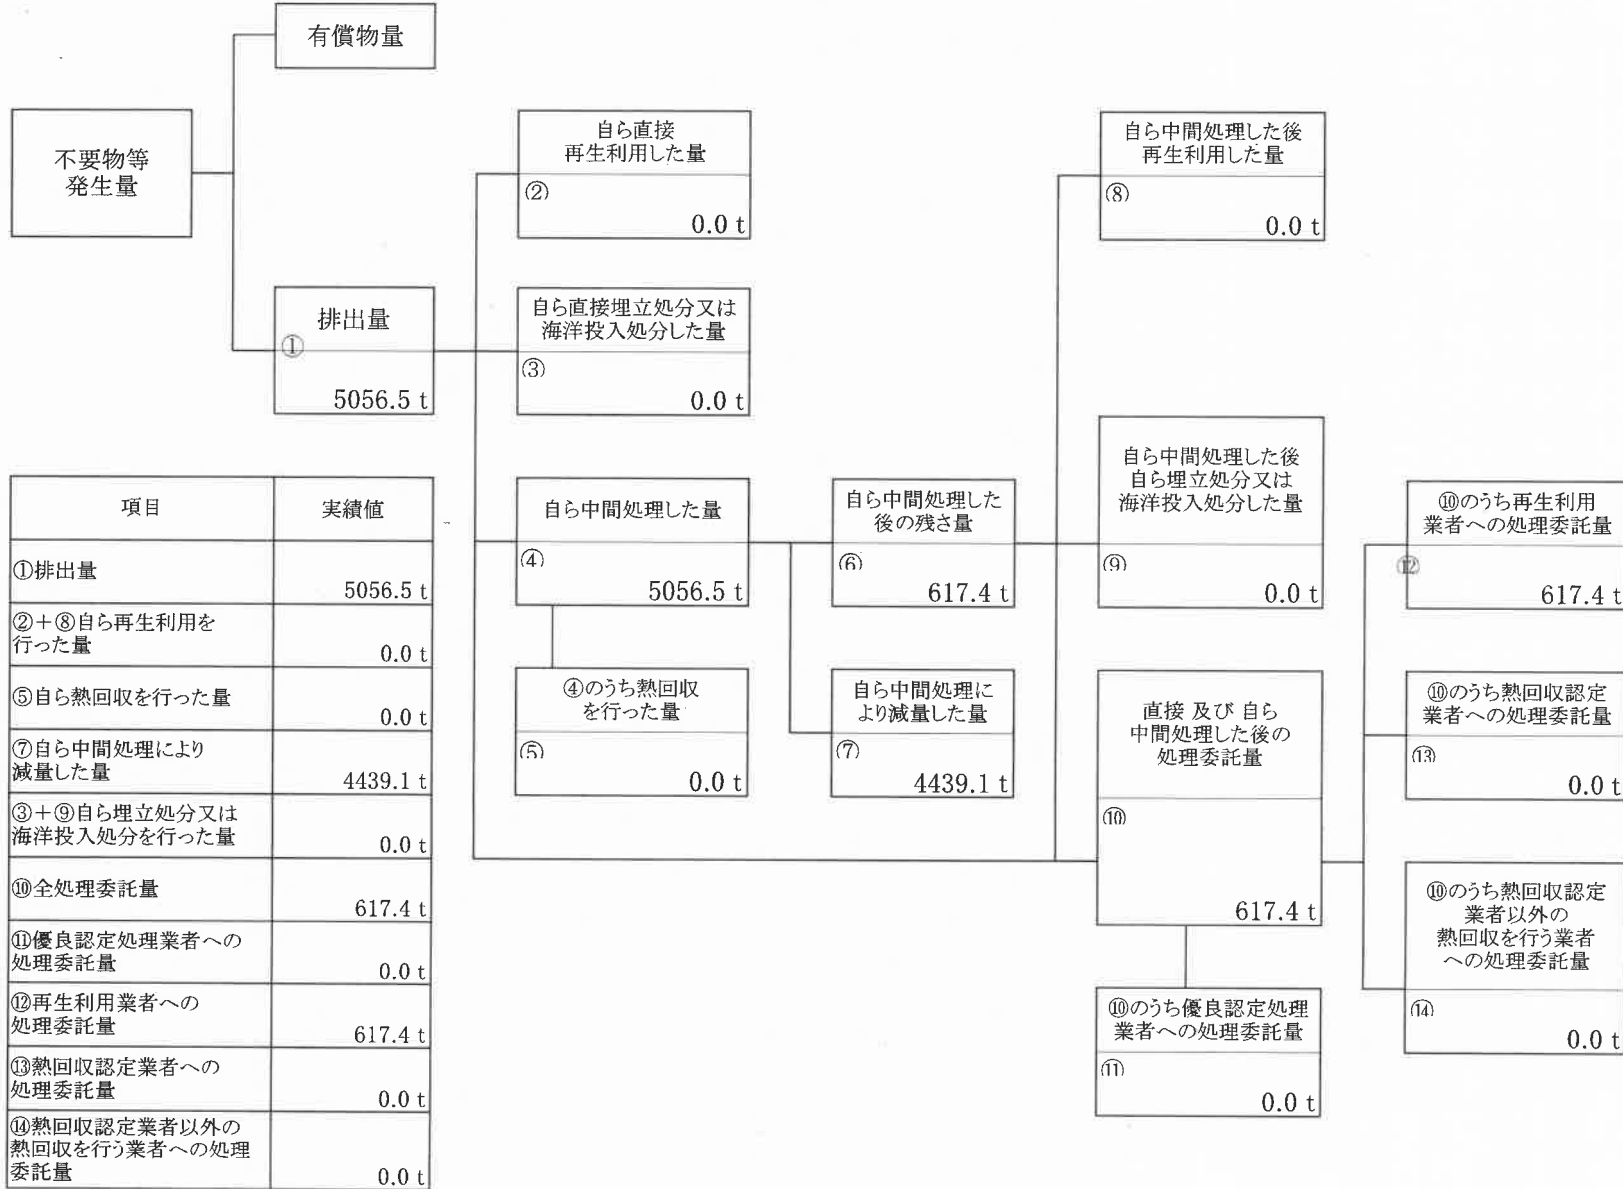 有償物量
不要物等
発生量
排出量
①
5056.5 t
自ら直接
再生利用した量
②
0.0 t
自ら直接埋立処分又は
海洋投入処分した量
③
0.0 t
自ら中間処理した量
④
5056.5 t
④のうち熱回収
を行った量
⑤
0.0 t
自ら中間処理した
後の残さ量
⑥
617.4 t
自ら中間処理に
より減量した量
⑦
4439.1 t
自ら中間処理した後
再生利用した量
⑧
0.0 t
自ら中間処理した後
自ら埋立処分又は
海洋投入処分した量
⑨
0.0 t
直接 及び 自ら
中間処理した後の
処理委託量
⑩
617.4 t
⑩のうち優良認定処理
業者への処理委託量
⑪
0.0 t
⑩のうち再生利用
業者への処理委託量
⑫
617.4 t
⑩のうち熱回収認定
業者への処理委託量
⑬
0.0 t
⑩のうち熱回収認定
業者以外の
熱回収を行う業者
への処理委託量
⑭
0.0 t
項目 実績値
①排出量 5056.5 t
②+⑧自ら再生利用を
行った量 0.0 t
⑤自ら熱回収を行った量 0.0 t
⑦自ら中間処理により
減量した量 4439.1 t
③+⑨自ら埋立処分又は
海洋投入処分を行った量 0.0 t
⑩全処理委託量 617.4 t
⑪優良認定処理業者への
処理委託量 0.0 t
⑫再生利用業者への
処理委託量 617.4 t
⑬熱回収認定業者への
処理委託量 0.0 t
⑭熱回収認定業者以外の
熱回収を行う業者への処理
委託量 0.0 t